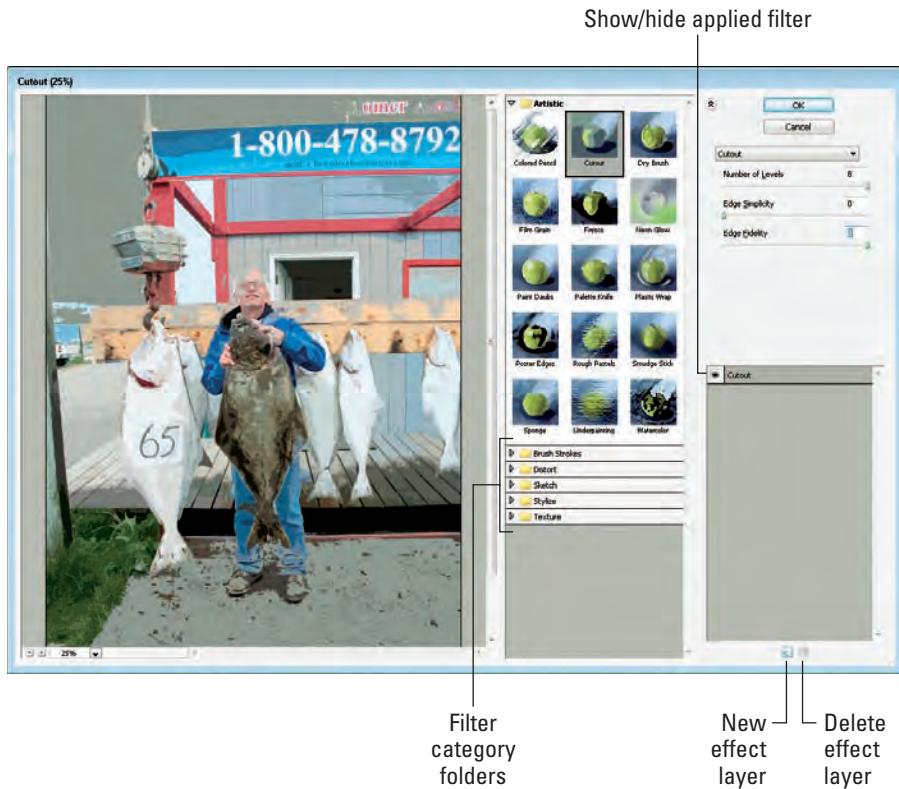 Show/hide applied filter
Cutout (25%)
1-800-478-8792
65
25%
Artistic
Colored Pencil
Cutout
Dry Brush
Film Grain
Fresco
Neon Glow
Paint Daubs
Palette Knife
Plastic Wrap
Poster Edges
Rough Pastels
Smudge Stick
Sponge
Underpainting
Watercolor
Brush Strokes
Distort
Sketch
Stylize
Texture
OK
Cancel
Cutout
Number of Levels 8
Edge Simplicity 0
Edge Fidelity
Cutout
Filter
category
folders
New
effect
layer
Delete
effect
layer